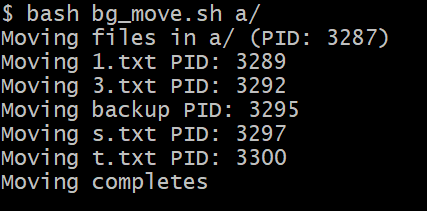 $ bash bg_move.sh a/
Moving files in a/ (PID: 3287)
Moving 1.txt PID: 3289
Moving 3.txt PID: 3292
Moving backup PID: 3295
Moving s.txt PID: 3297
Moving t.txt PID: 3300
Moving completes